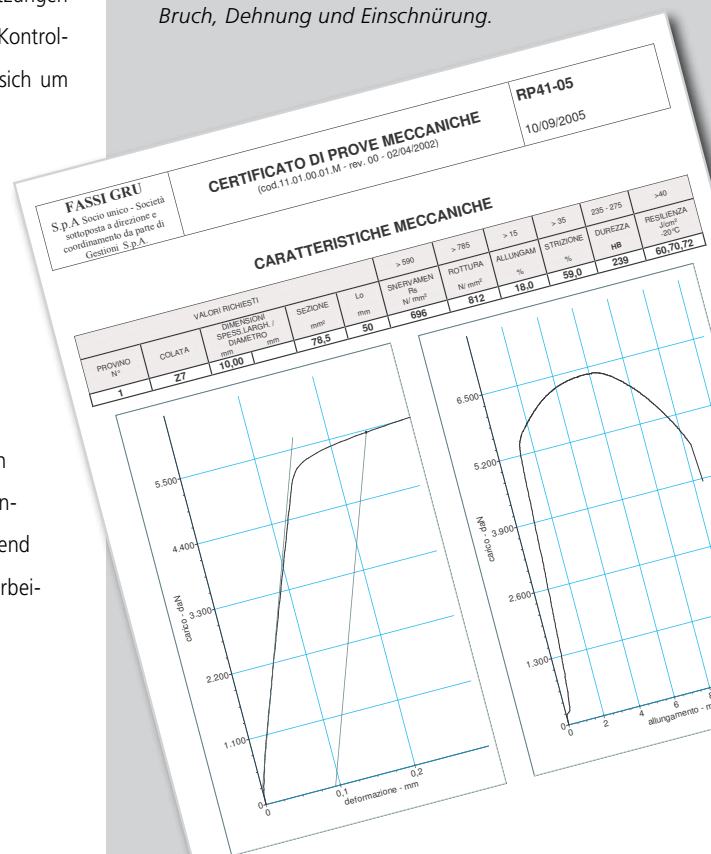 tzungen
Kontrol-
sich um
n
n-
end
rbei-
Bruch, Dehnung und Einschnürung.
FASSI GRU
S.p.A Socio unico - Società
sottoposta a direzione e
coordinamento da parte di
Gestioni S.p.A.
CERTIFICATO DI PROVE MECCANICHE
(cod.11.01.00.01.M - rev. 00 - 02/04/2002)
RP41-05
10/09/2005
CARATTERISTICHE MECCANICHE
VALORI RICHIESTI > 590 > 785 > 15 > 35 235 - 275 >40
PROVINO N° COLATA DIMENSIONI SPESS.LARGH. / DIAMETRO mm mm SEZIONE mm² Lo mm SNERVAMEN Rs N/ mm² ROTTURA N/ mm² ALLUNGAM % STRIZIONE % DUREZZA HB RESILIENZA J/cm² -20°C
1 Z7 10,00 78,5 50 696 812 18,0 59,0 239 60,70,72
5.500
4.400
3.300
2.200
1.100
0
carico - daN
0 0,1 0,2
deformazione - mm
6.500
5.200
3.900
2.600
1.300
0
carico - daN
0 2 4 6 8
allungamento - m